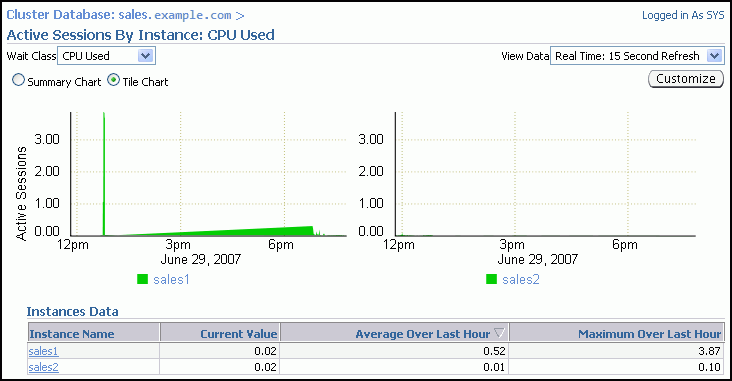 Cluster Database: sales.example.com >
Logged in As SYS
Active Sessions By Instance: CPU Used
Wait Class CPU Used
View Data Real Time: 15 Second Refresh
Summary Chart Tile Chart
Customize
Active Sessions
3.00
2.00
1.00
0.00
12pm 3pm 6pm
June 29, 2007
sales1
3.00
2.00
1.00
0.00
12pm 3pm 6pm
June 29, 2007
sales2
Instances Data
Instance Name Current Value Average Over Last Hour Maximum Over Last Hour
sales1 0.02 0.52 3.87
sales2 0.02 0.01 0.10